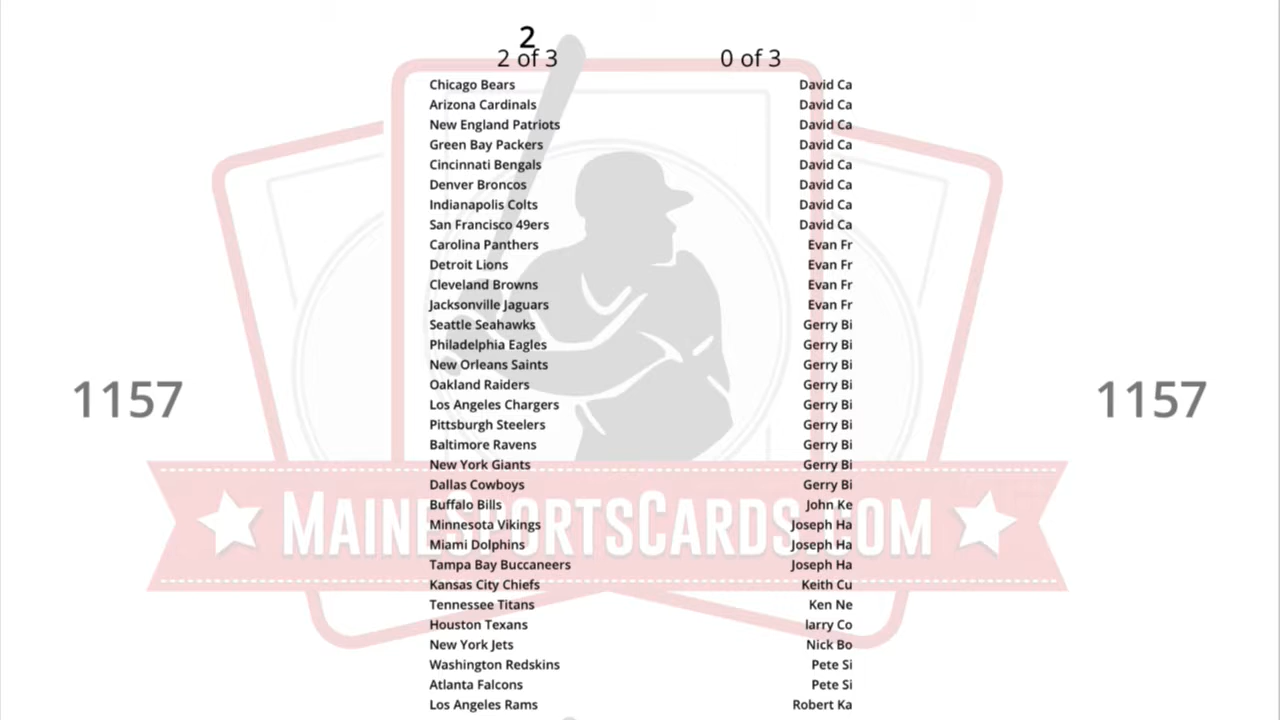 2
2 of 3 0 of 3
Chicago Bears David Ca
Arizona Cardinals David Ca
New England Patriots David Ca
Green Bay Packers David Ca
Cincinnati Bengals David Ca
Denver Broncos David Ca
Indianapolis Colts David Ca
San Francisco 49ers David Ca
Carolina Panthers Evan Fr
Detroit Lions Evan Fr
Cleveland Browns Evan Fr
Jacksonville Jaguars Evan Fr
Seattle Seahawks Gerry Bi
Philadelphia Eagles Gerry Bi
New Orleans Saints Gerry Bi
Oakland Raiders Gerry Bi
1157 1157
Los Angeles Chargers Gerry Bi
Pittsburgh Steelers Gerry Bi
Baltimore Ravens Gerry Bi
New York Giants Gerry Bi
Dallas Cowboys Gerry Bi
Buffalo Bills John Ke
MAINESPORTSCARDS.COM
Minnesota Vikings Joseph Ha
Miami Dolphins Joseph Ha
Tampa Bay Buccaneers Joseph Ha
Kansas City Chiefs Keith Cu
Tennessee Titans Ken Ne
Houston Texans larry Co
New York Jets Nick Bo
Washington Redskins Pete Si
Atlanta Falcons Pete Si
Los Angeles Rams Robert Ka